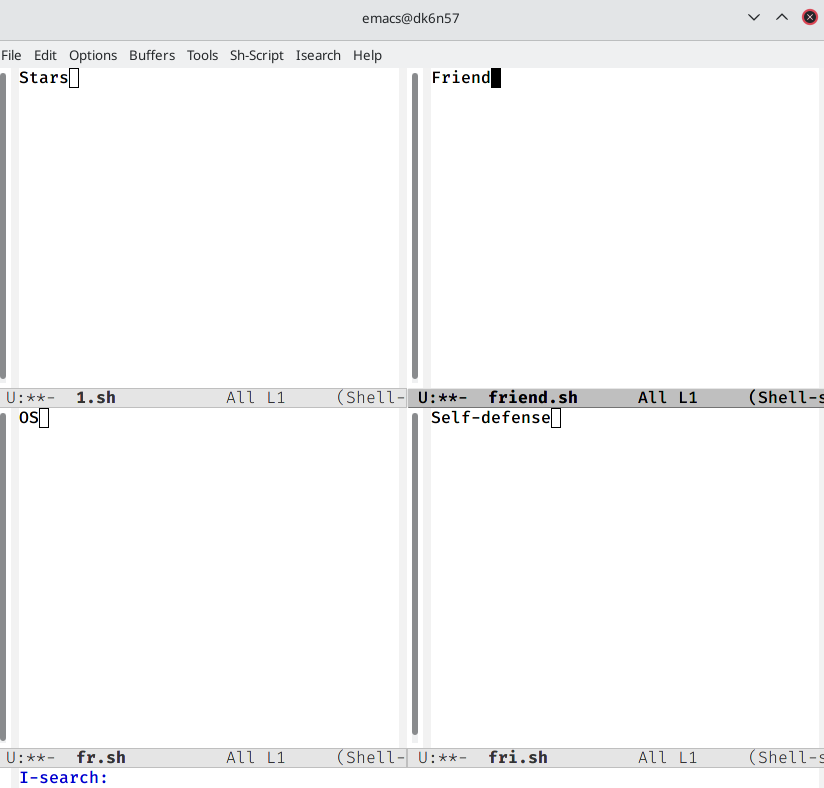 emacs@dk6n57
File Edit Options Buffers Tools Sh-Script Isearch Help
Stars
U:**- 1.sh All L1 (Shell-
Friend
U:**- friend.sh All L1 (Shell-s
OS
U:**- fr.sh All L1 (Shell-
Self-defense
U:**- fri.sh All L1 (Shell-s
I-search: